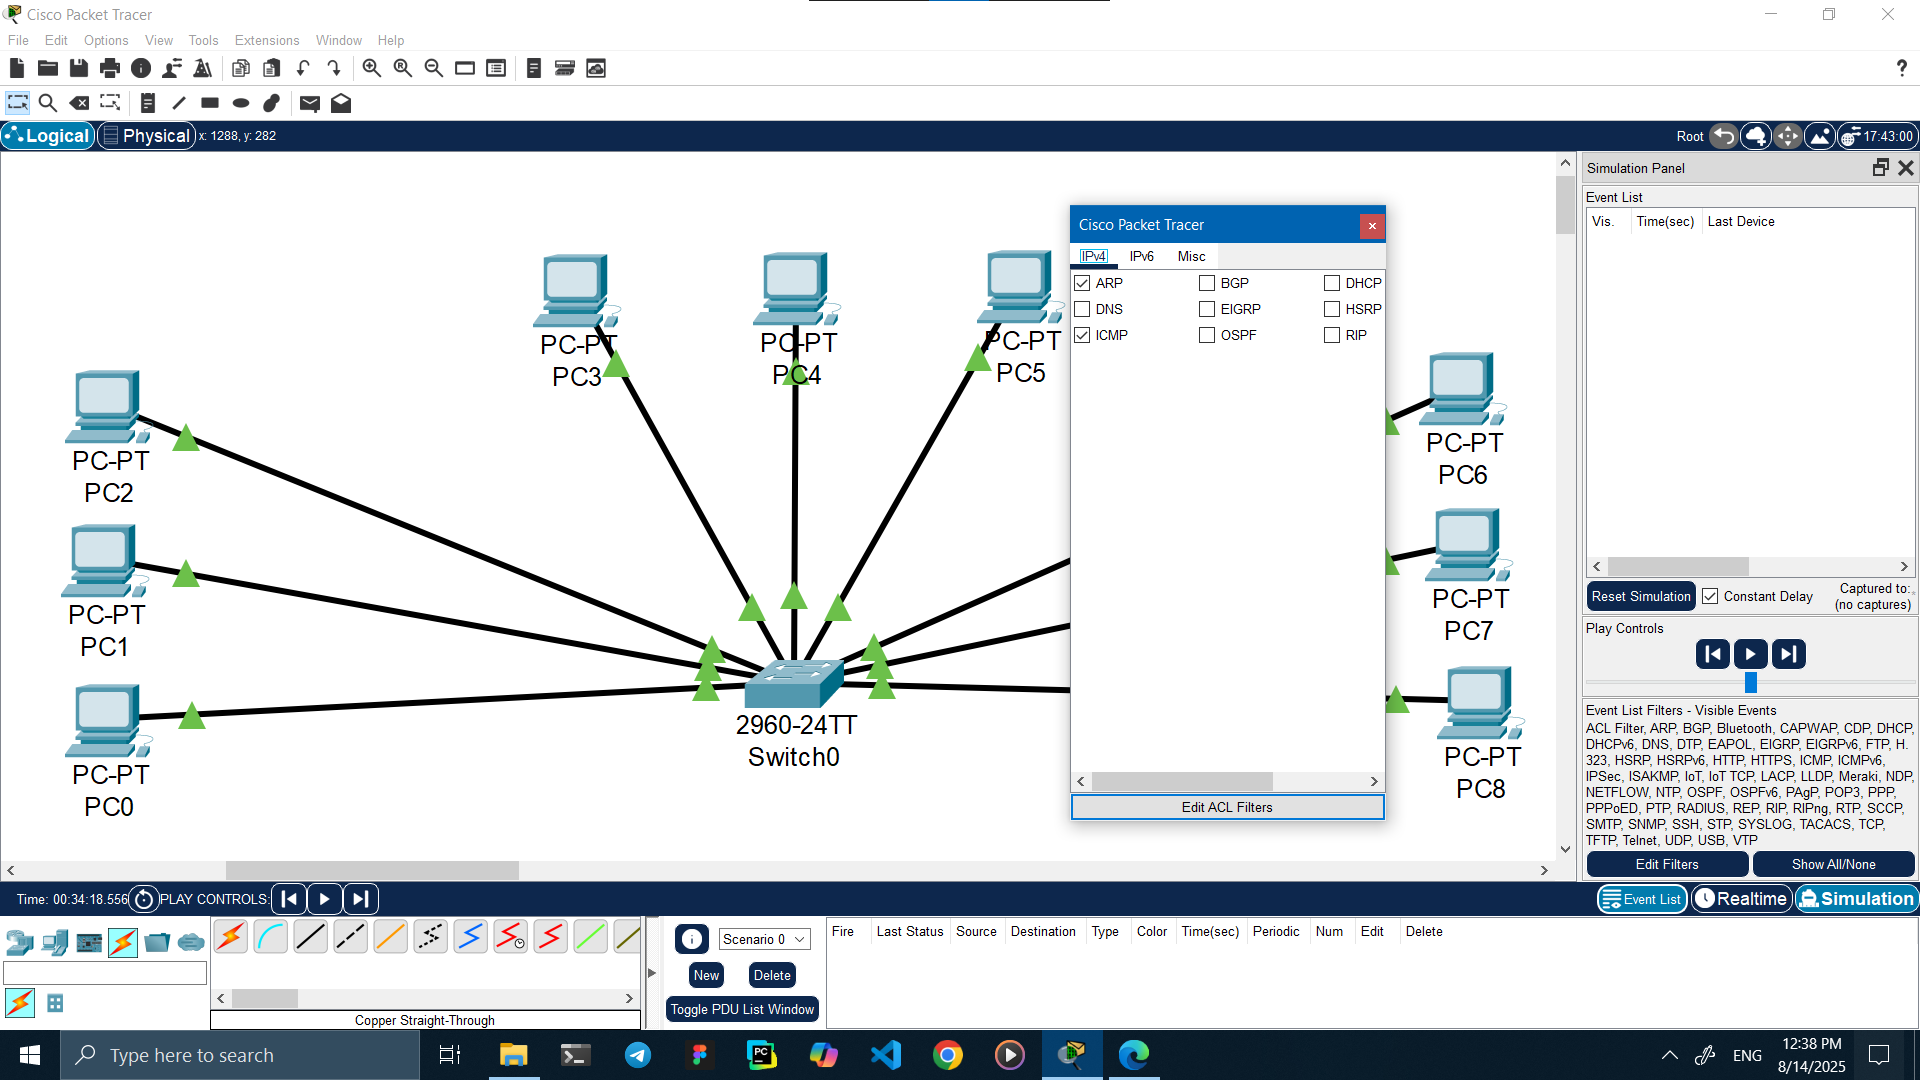 Cisco Packet Tracer
File Edit Options View Tools Extensions Window Help
Logical Physical x: 1288, y: 282 Root 17:43:00
Simulation Panel
Event List
Vis. Time(sec) Last Device
Cisco Packet Tracer
IPv4 IPv6 Misc
ARP BGP DHCP
DNS EIGRP HSRP
ICMP OSPF RIP
Edit ACL Filters
PC-PT
PC3
PC-PT
PC4
PC-PT
PC5
PC-PT
PC6
PC-PT
PC2
PC-PT
PC7
PC-PT
PC1
PC-PT
PC8
PC-PT
PC0
2960-24TT
Switch0
Reset Simulation Constant Delay Captured to:
(no captures)
Play Controls
Event List Filters - Visible Events
ACL Filter, ARP, BGP, Bluetooth, CAPWAP, CDP, DHCP,
DHCPv6, DNS, DTP, EAPOL, EIGRP, EIGRPv6, FTP, H.
323, HSRP, HSRPv6, HTTP, HTTPS, ICMP, ICMPv6,
IPSec, ISAKMP, IoT, IoT TCP, LACP, LLDP, Meraki, NDP,
NETFLOW, NTP, OSPF, OSPFv6, PAgP, POP3, PPP,
PPPoED, PTP, RADIUS, REP, RIP, RIPng, RTP, SCCP,
SMTP, SNMP, SSH, STP, SYSLOG, TACACS, TCP,
TFTP, Telnet, UDP, USB, VTP
Edit Filters Show All/None
Time: 00:34:18.556 PLAY CONTROLS:
Event List Realtime Simulation
Scenario 0
New Delete
Toggle PDU List Window
Fire Last Status Source Destination Type Color Time(sec) Periodic Num Edit Delete
Copper Straight-Through
Type here to search
PC
ENG
12:38 PM
8/14/2025